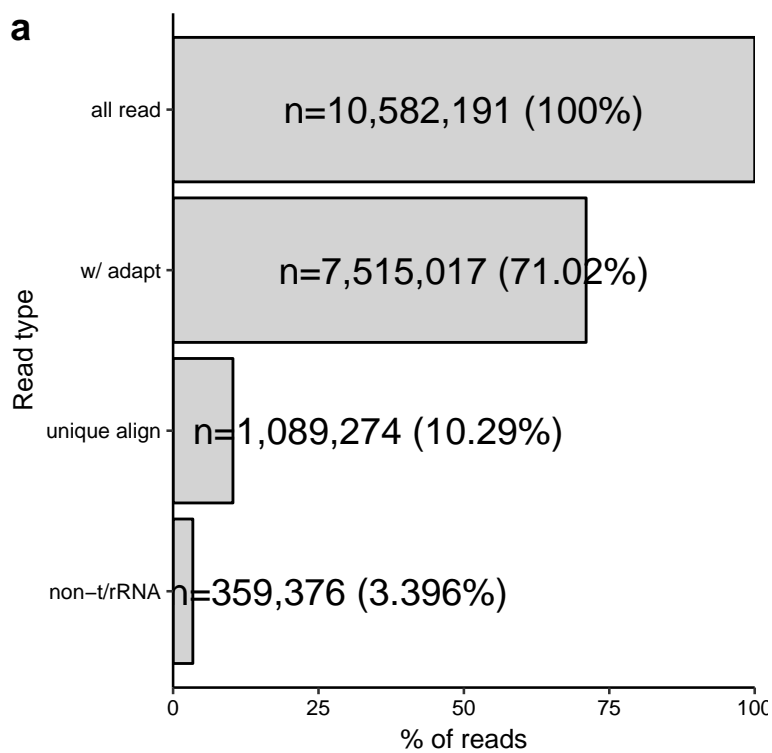 a
all read
n=10,582,191 (100%)
w/ adapt
n=7,515,017 (71.02%)
Read type
unique align
n=1,089,274 (10.29%)
non−t/rRNA
n=359,376 (3.396%)
0 25 50 75 100
% of reads